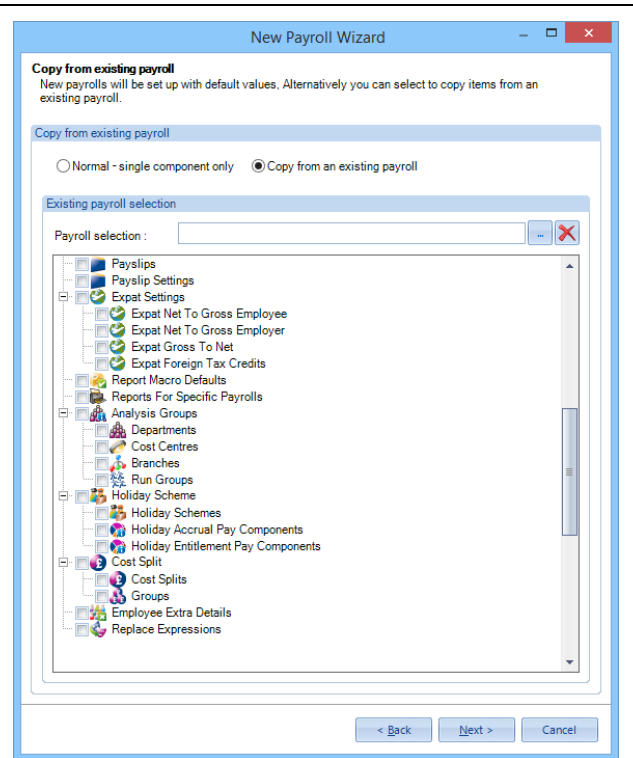 New Payroll Wizard
Copy from existing payroll
New payrolls will be set up with default values, Alternatively you can select to copy items from an
existing payroll.
Copy from existing payroll
Normal - single component only Copy from an existing payroll
Existing payroll selection
Payroll selection : ...
Payslips
Payslip Settings
Expat Settings
Expat Net To Gross Employee
Expat Net To Gross Employer
Expat Gross To Net
Expat Foreign Tax Credits
Report Macro Defaults
Reports For Specific Payrolls
Analysis Groups
Departments
Cost Centres
Branches
Run Groups
Holiday Scheme
Holiday Schemes
Holiday Accrual Pay Components
Holiday Entitlement Pay Components
Cost Split
Cost Splits
Groups
Employee Extra Details
Replace Expressions
< Back Next > Cancel